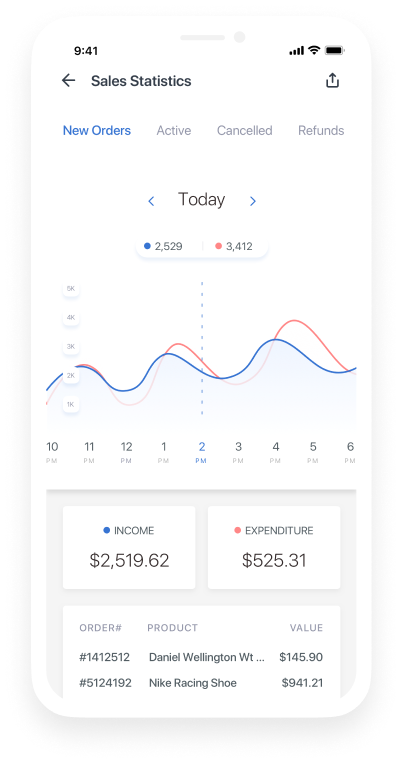 9:41
Sales Statistics
New Orders Active Cancelled Refunds
Today
2,529 3,412
5K
4K
3K
2K
1K
10 11 12 1 2 3 4 5 6
PM PM PM PM PM PM PM PM PM
INCOME EXPENDITURE
$2,519.62 $525.31
ORDER# PRODUCT VALUE
#1412512 Daniel Wellington Wt ... $145.90
#5124192 Nike Racing Shoe $941.21